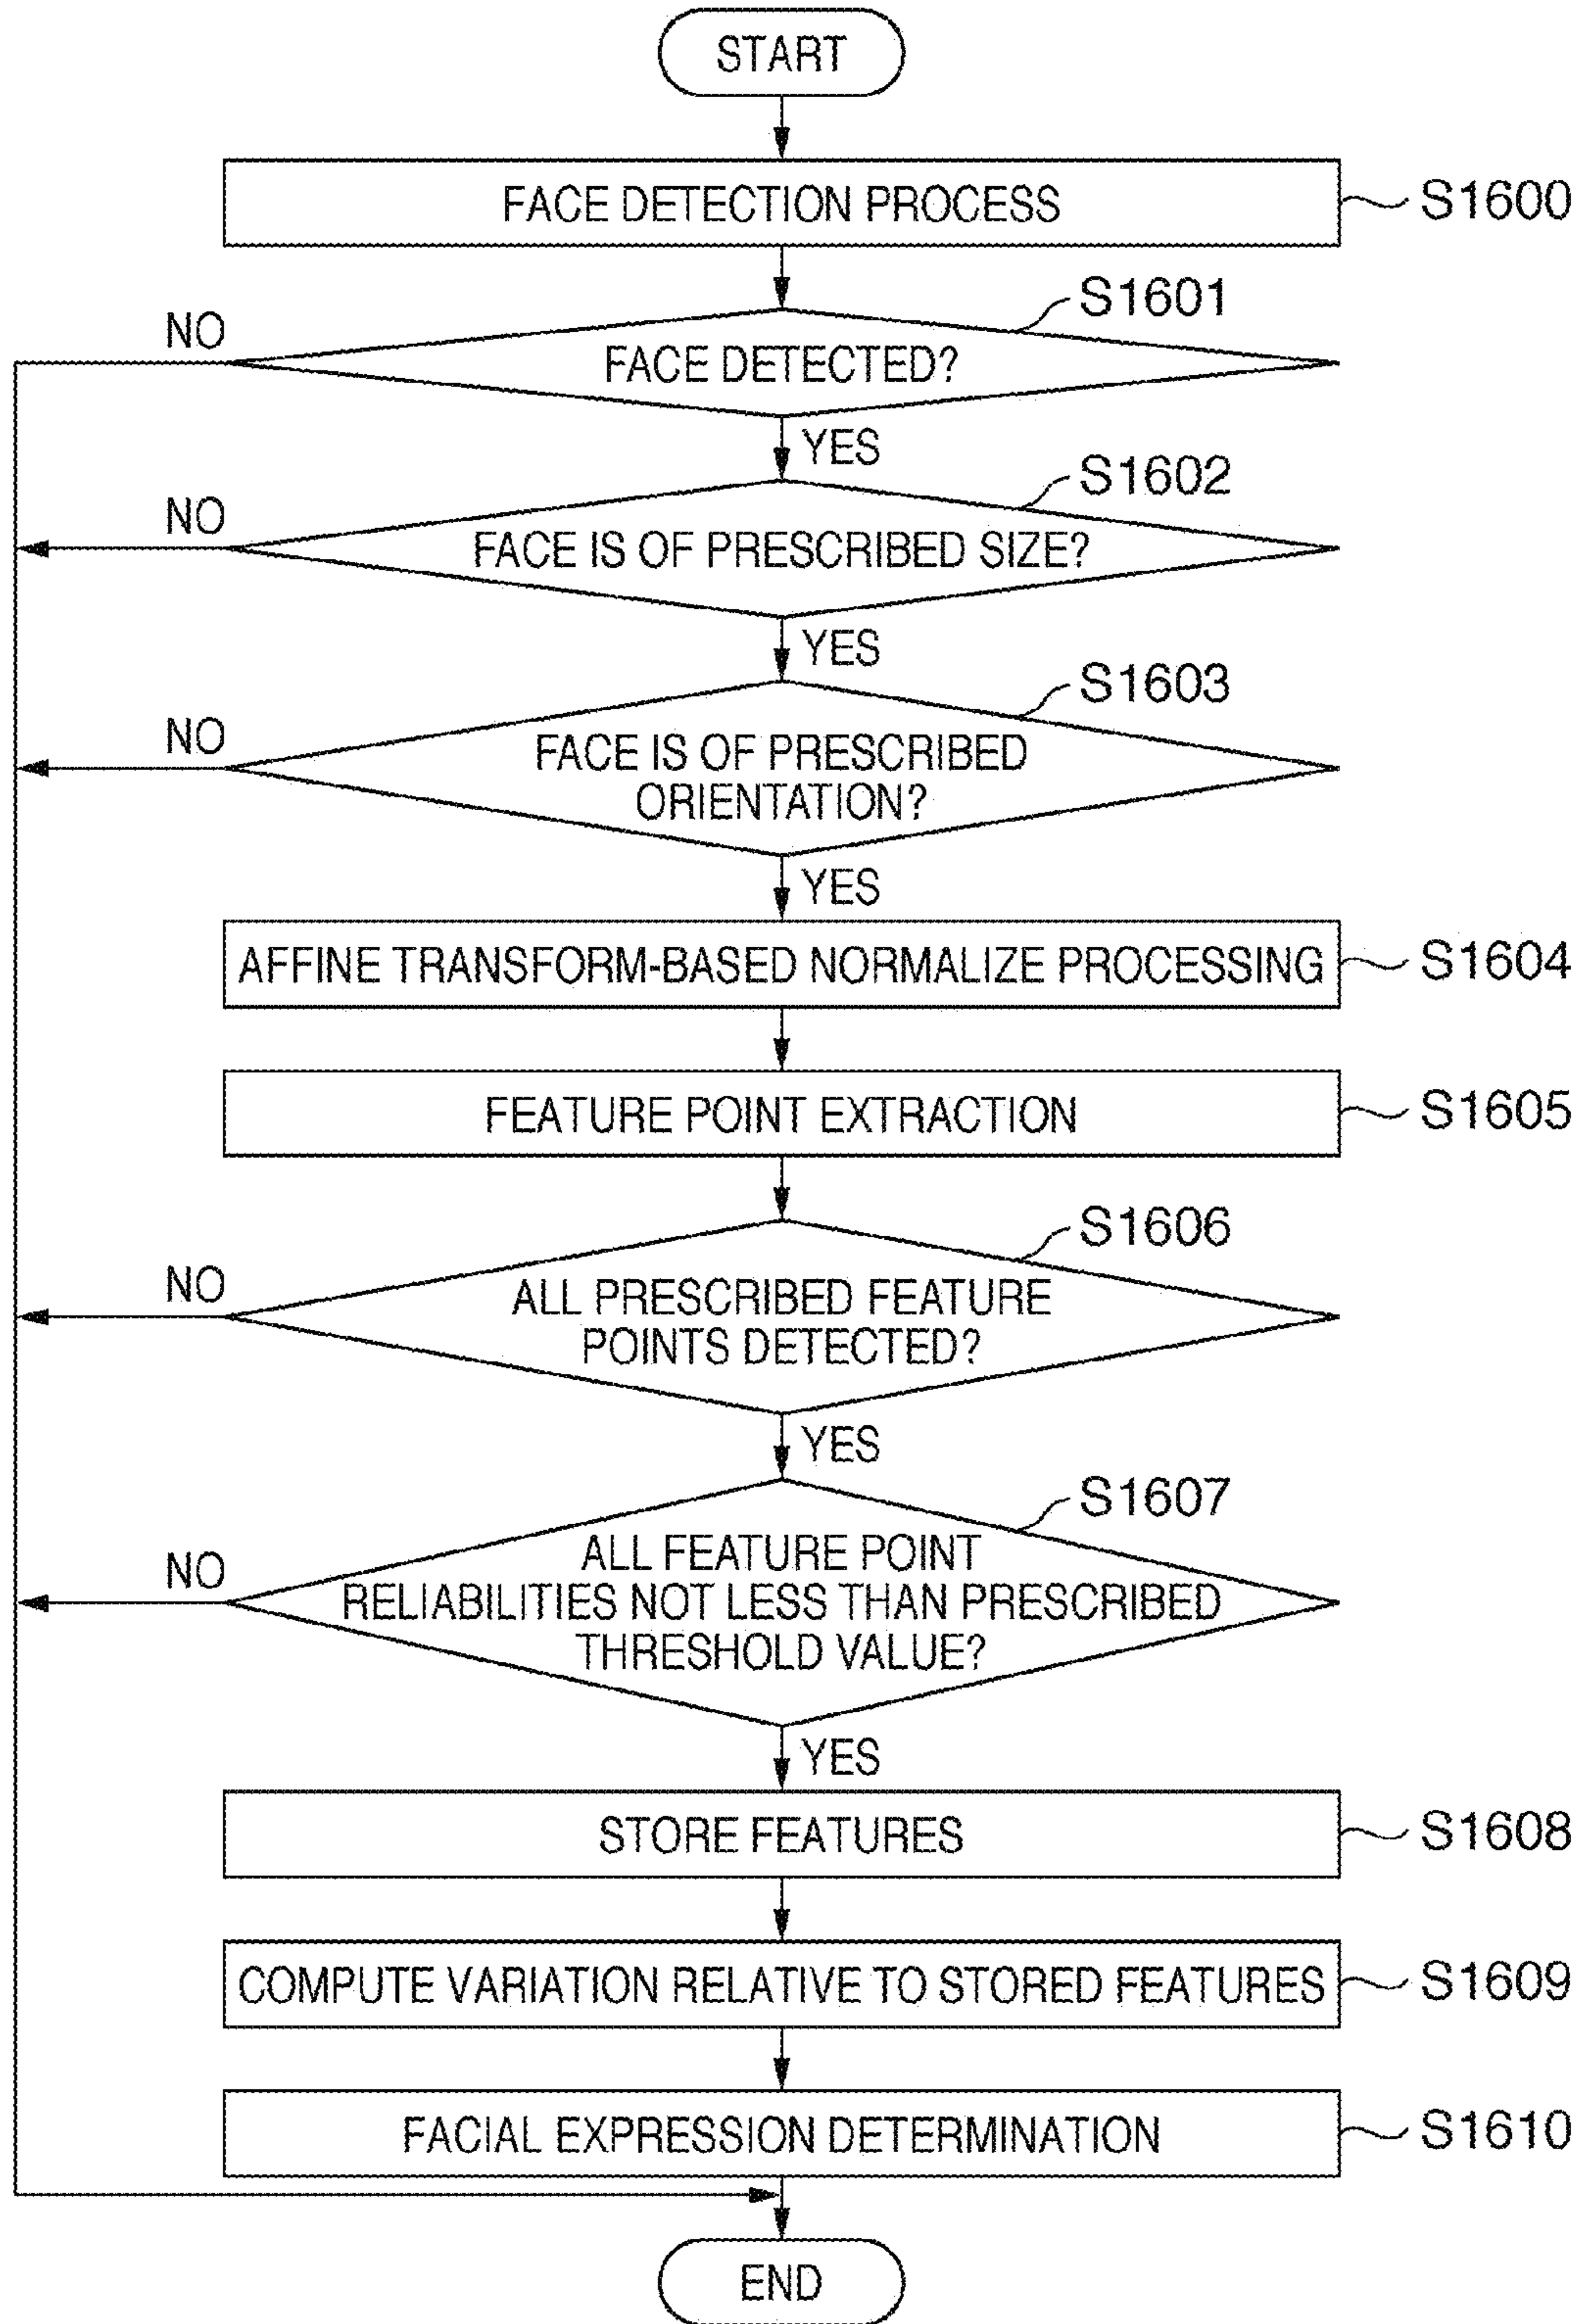 START
FACE DETECTION PROCESS
S1600
S1601
NO
FACE DETECTED?
YES
S1602
NO
FACE IS OF PRESCRIBED SIZE?
YES
S1603
NO
FACE IS OF PRESCRIBED
ORIENTATION?
YES
AFFINE TRANSFORM-BASED NORMALIZE PROCESSING
S1604
FEATURE POINT EXTRACTION
S1605
S1606
NO
ALL PRESCRIBED FEATURE
POINTS DETECTED?
YES
S1607
NO
ALL FEATURE POINT
RELIABILITIES NOT LESS THAN PRESCRIBED
THRESHOLD VALUE?
YES
STORE FEATURES
S1608
COMPUTE VARIATION RELATIVE TO STORED FEATURES
S1609
FACIAL EXPRESSION DETERMINATION
S1610
END